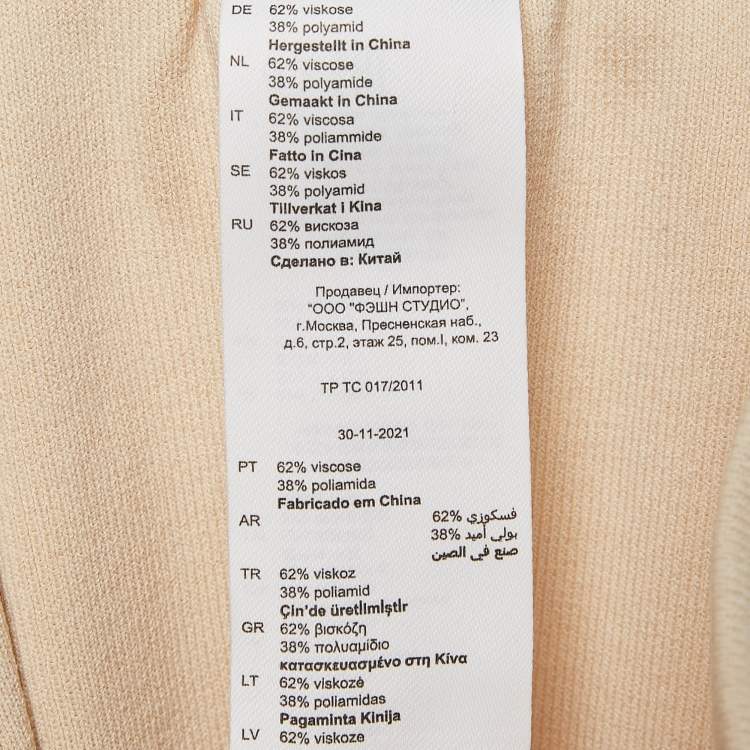 DE 62% viskose
38% polyamid
Hergestellt in China
NL 62% viscose
38% polyamide
Gemaakt in China
IT 62% viscosa
38% poliammide
Fatto in Cina
SE 62% viskos
38% polyamid
Tillverkat i Kina
RU 62% вискоза
38% полиамид
Сделано в: Китай
Продавец / Импортер:
"ООО "ФЭШН СТУДИО",
г.Москва, Пресненская наб.,
д.6, стр.2, этаж 25, пом.I, ком. 23
ТР ТС 017/2011
30-11-2021
PT 62% viscose
38% poliamida
Fabricado em China
AR 62% فسكوزي
38% بولي أميد
صنع في الصين
TR 62% viskoz
38% poliamid
Çin'de üretilmiştir
GR 62% βισκόζη
38% πολυαμίδιο
κατασκευασμένο στη Κίνα
LT 62% viskozė
38% poliamidas
Pagaminta Kinija
LV 62% viskoze